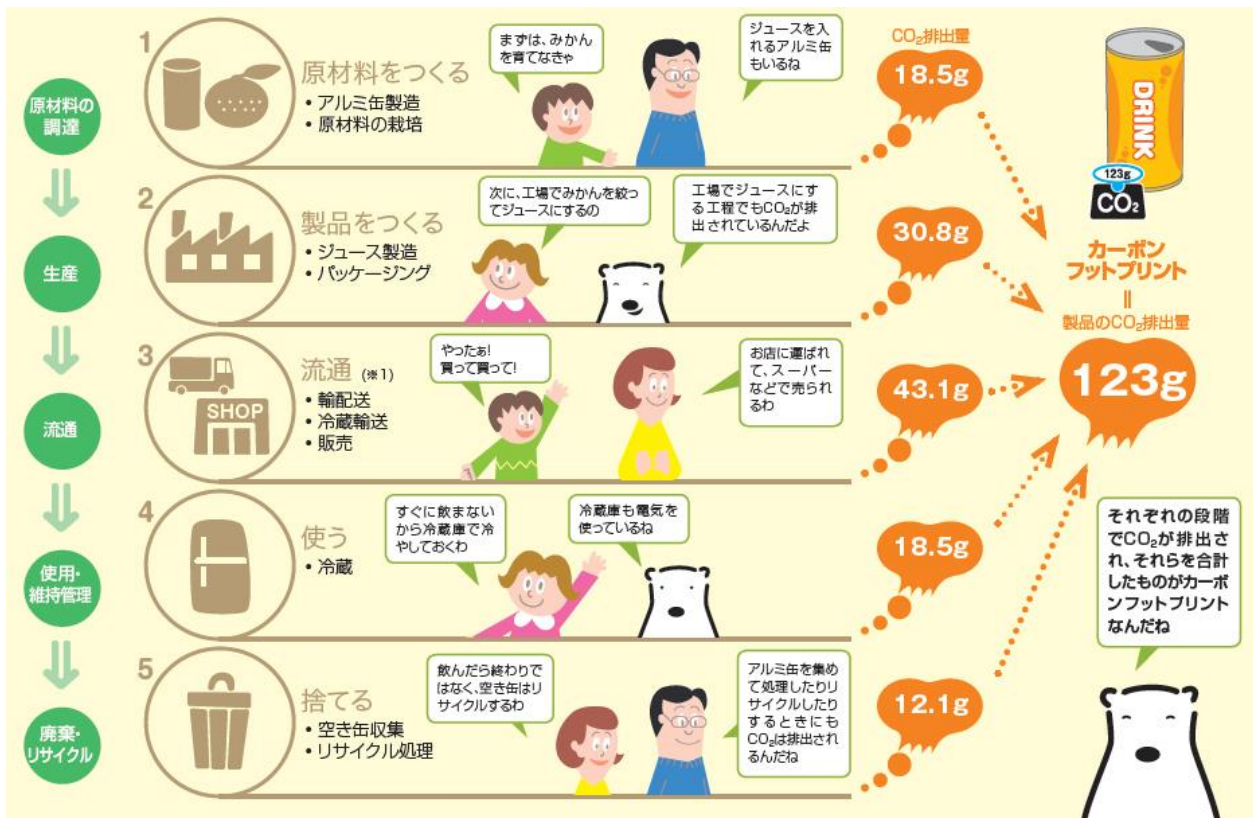 原材料の
調達
生産
流通
使用・
維持管理
廃棄・
リサイクル
1
原材料をつくる
・アルミ缶製造
・原材料の栽培
まずは、みかん
を育てなきゃ
ジュースを入
れるアルミ缶
もいるね
CO₂排出量
18.5g
2
製品をつくる
・ジュース製造
・パッケージング
次に、工場でみかんを絞っ
てジュースにするの
工場でジュースにす
る工程でもCO₂が排
出されているんだよ
30.8g
3
SHOP
流通 (※1)
・輸配送
・冷蔵輸送
・販売
やったぁ!
買って買って!
お店に運ばれ
て、スーパー
などで売られ
るわ
43.1g
4
使う
・冷蔵
すぐに飲まない
から冷蔵庫で冷
やしておくわ
冷蔵庫も電気を
使っているね
18.5g
5
捨てる
・空き缶収集
・リサイクル処理
飲んだら終わりで
はなく、空き缶はリ
サイクルするわ
アルミ缶を集め
て処理したりリ
サイクルしたり
するときにも
CO₂は排出され
るんだね
12.1g
DRINK
123g
CO₂
カーボン
フットプリント
=
製品のCO₂排出量
123g
それぞれの段階
でCO₂が排出さ
れ、それらを合計
したものがカーボ
ンフットプリント
なんだね